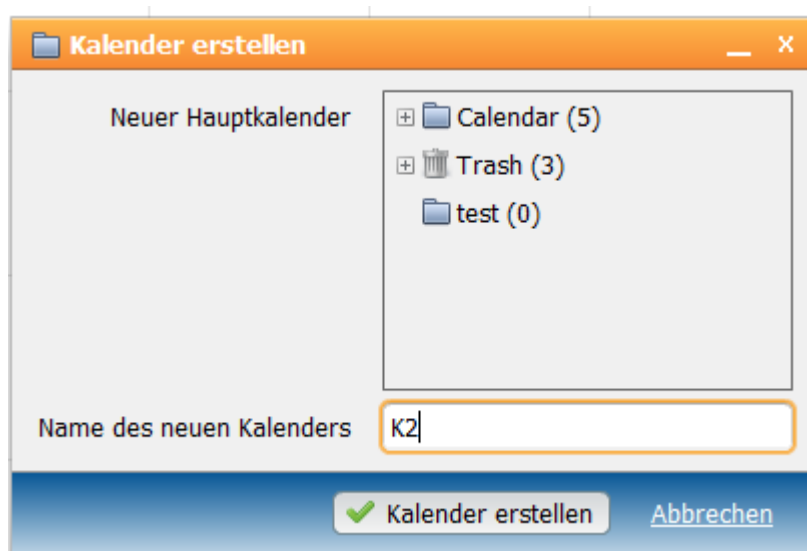 Kalender erstellen
Neuer Hauptkalender
Calendar (5)
Trash (3)
test (0)
Name des neuen Kalenders
K2
Kalender erstellen
Abbrechen